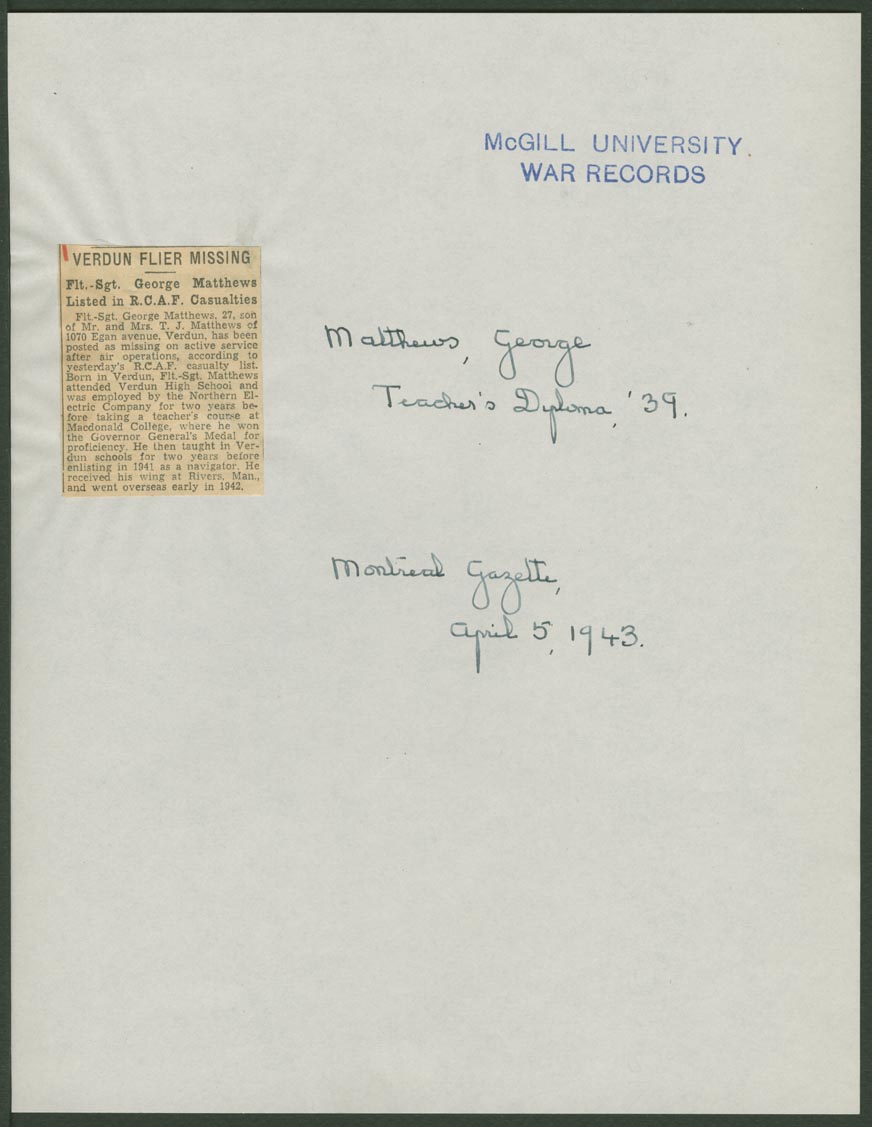 McGILL UNIVERSITY
WAR RECORDS
VERDUN FLIER MISSING
Flt.-Sgt. George Matthews
Listed in R.C.A.F. Casualties
Flt.-Sgt. George Matthews, 27, son
of Mr. and Mrs. T. J. Matthews of
1070 Egan avenue, Verdun, has been
posted as missing on active service
after air operations, according to
yesterday's R.C.A.F. casualty list.
Born in Verdun, Flt.-Sgt. Matthews
attended Verdun High School and
was employed by the Northern El-
ectric Company for two years be-
fore taking a teacher's course at
Macdonald College, where he won
the Governor General's Medal for
proficiency. He then taught in Ver-
dun schools for two years before
enlisting in 1941 as a navigator. He
received his wing at Rivers, Man.,
and went overseas early in 1942.
Matthews, George
Teacher's Diploma, '39.
Montreal Gazette,
April 5, 1943.